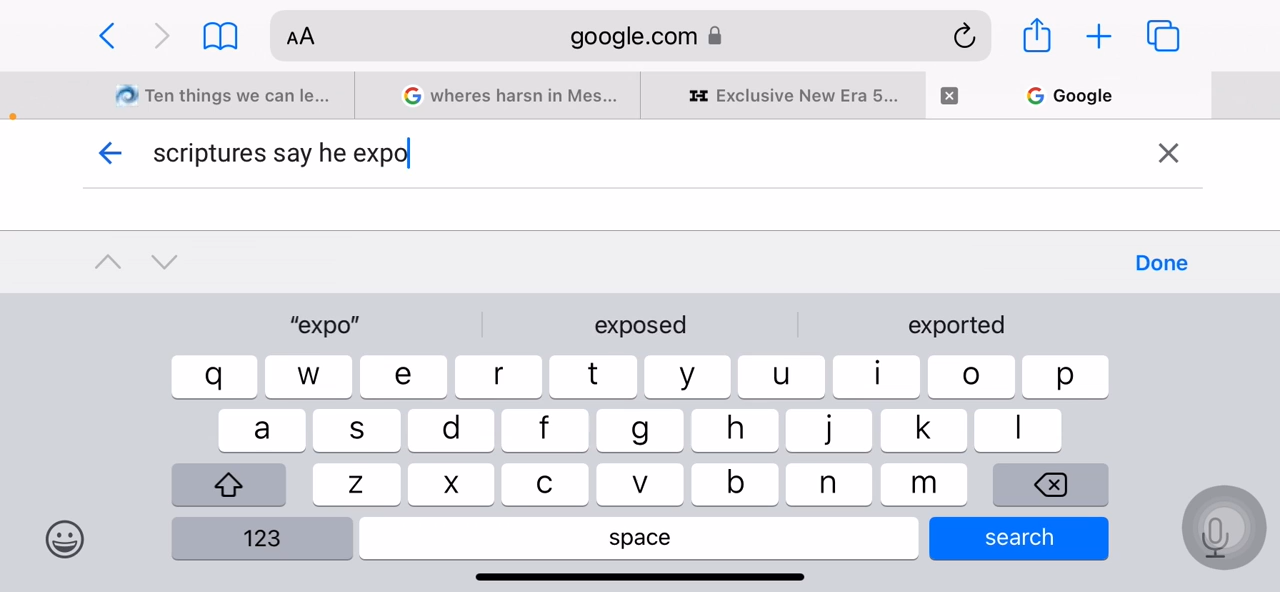 AA google.com
Ten things we can le... wheres harsn in Mes... Exclusive New Era 5... Google
scriptures say he expo
Done
“expo” exposed exported
q w e r t y u i o p
a s d f g h j k l
z x c v b n m
123 space search